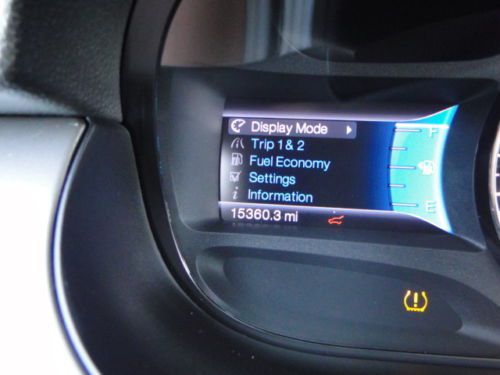 Display Mode
Trip 1 & 2
Fuel Economy
Settings
i Information
15360.3 mi
F
E